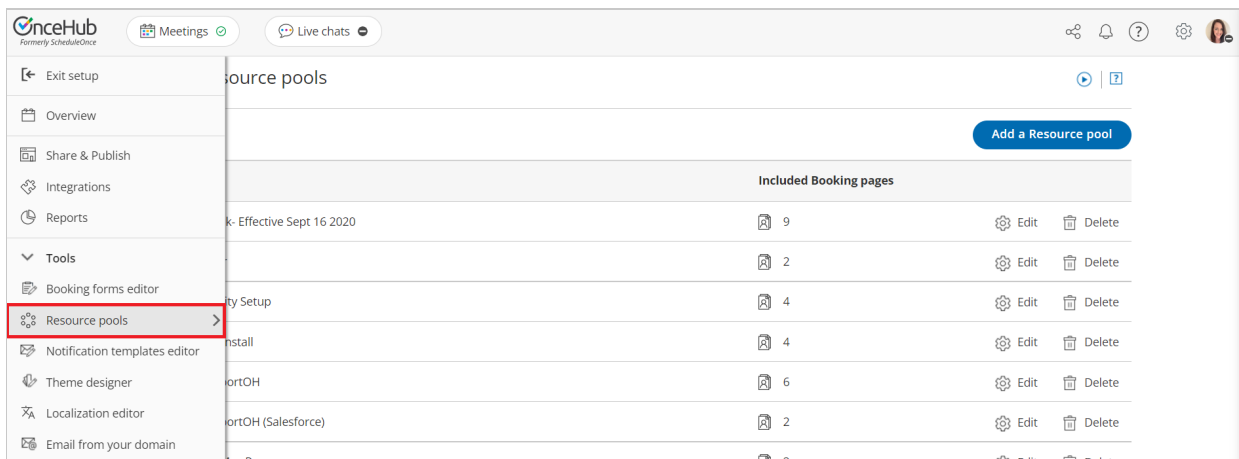 OnceHub
Formerly ScheduleOnce
Meetings
Live chats
?
Exit setup
Overview
Share & Publish
Integrations
Reports
Tools
Booking forms editor
Resource pools
Notification templates editor
Theme designer
Localization editor
Email from your domain
source pools
?
Add a Resource pool
Included Booking pages
k- Effective Sept 16 2020 9 Edit Delete
2 Edit Delete
ity Setup 4 Edit Delete
nstall 4 Edit Delete
portOH 6 Edit Delete
portOH (Salesforce) 2 Edit Delete